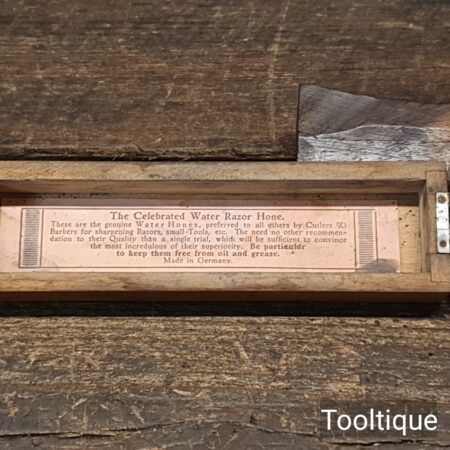 The Celebrated Water Razor Hone.
These are the genuine Water Hones, preferred to all others by Cutlers &
Barbers for sharpening Razors, small-Tools, etc. They need no other recommen-
dation to their Quality than a single trial, which will be sufficient to convince
the most incredulous of their superiority. Be particular
to keep them free from oil and grease.
Made in Germany.
Tooltique